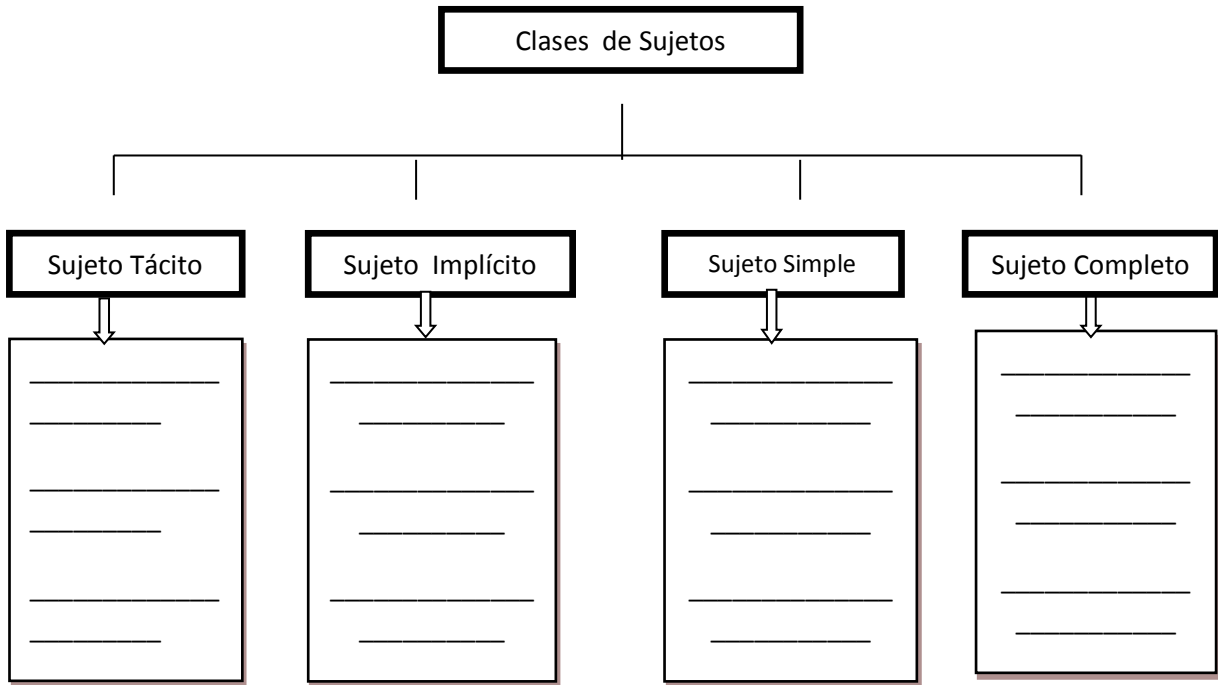 Clases  de Sujetos
Sujeto Tácito
Sujeto  Implícito
Sujeto Simple
Sujeto Completo